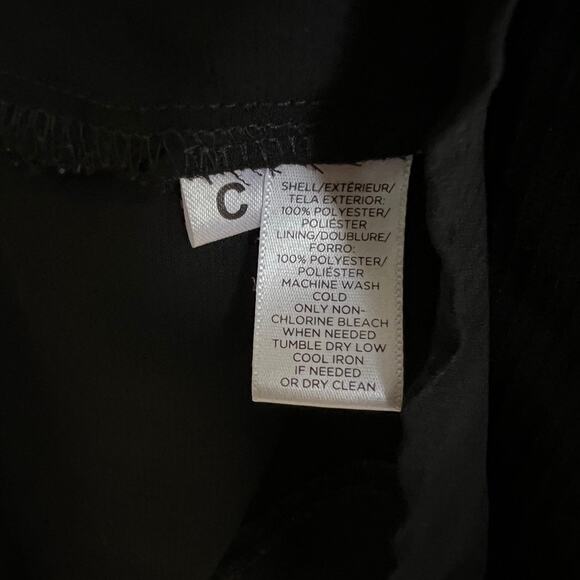 C
SHELL/EXTÉRIEUR/
TELA EXTERIOR:
100% POLYESTER/
POLIÉSTER
LINING/DOUBLURE/
FORRO:
100% POLYESTER/
POLIÉSTER
MACHINE WASH
COLD
ONLY NON-
CHLORINE BLEACH
WHEN NEEDED
TUMBLE DRY LOW
COOL IRON
IF NEEDED
OR DRY CLEAN